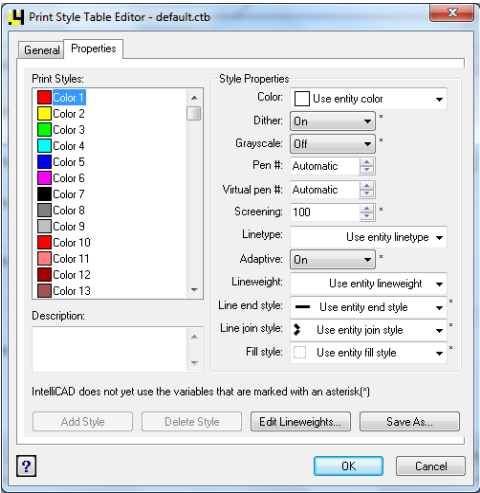 Print Style Table Editor - default.ctb
x
General Properties
Print Styles:
Color 1
Color 2
Color 3
Color 4
Color 5
Color 6
Color 7
Color 8
Color 9
Color 10
Color 11
Color 12
Color 13
Description:
Style Properties
Color: Use entity color
Dither: On *
Grayscale: Off *
Pen #: Automatic
Virtual pen #: Automatic
Screening: 100 *
Linetype: Use entity linetype
Adaptive: On *
Lineweight: Use entity lineweight
Line end style: Use entity end style *
Line join style: Use entity join style *
Fill style: Use entity fill style *
IntelliCAD does not yet use the variables that are marked with an asterisk(*)
Add Style Delete Style Edit Lineweights... Save As...
? OK Cancel